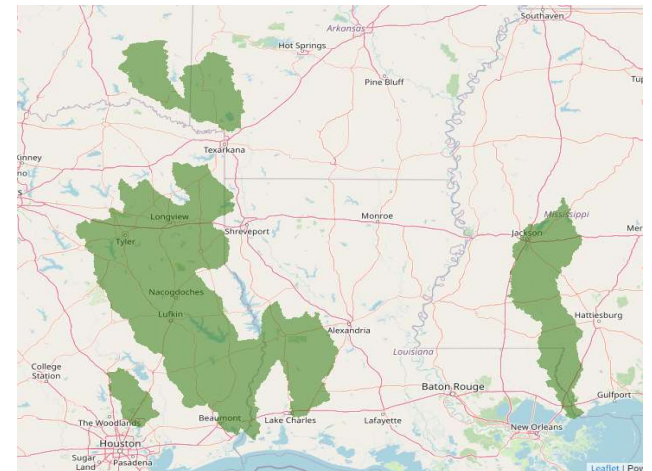 Southaven
Arkansas
Hot Springs
Pine Bluff
Tup
Texarkana
Kinney
no
s
Longview
Monroe
Mississippi
Shreveport
Jackson
Mer
Tyler
Nacogdoches
Lufkin
Hattiesburg
Alexandria
Louisiana
College
Station
Baton Rouge
Gulfport
The Woodlands
Beaumont
Lake Charles
Lafayette
New Orleans
Houston
Sugar
Land
Pasadena
Leaflet | Pow